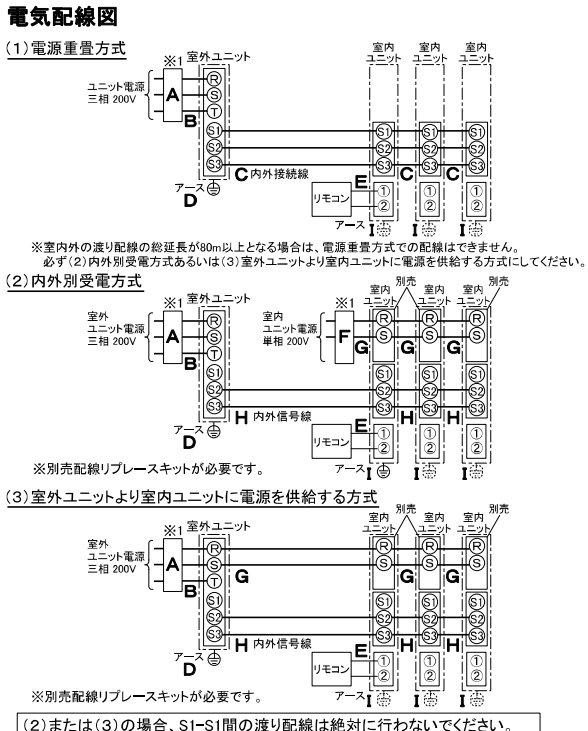 電気配線図
(1)電源重畳方式
※1
室外ユニット
室内
ユニット
室内
ユニット
室内
ユニット
ユニット電源
三相 200V
A
B
R
S
T
S1
S2
S3
S1
S2
S3
S1
S2
S3
S1
S2
S3
C 内外接続線
C
C
E
アース
D
リモコン
①
②
①
②
①
②
アース I
I
I
※室内外の渡り配線の総延長が80m以上となる場合は、電源重畳方式での配線はできません。
必ず(2)内外別受電方式あるいは(3)室外ユニットより室内ユニットに電源を供給する方式にしてください。
(2)内外別受電方式
※1
室外ユニット
※1
室内
ユニット
別売
室内
ユニット
室内
ユニット
別売
室外
ユニット電源
三相 200V
A
B
R
S
T
S1
S2
S3
室内
ユニット電源
単相 200V
F
G
G
G
R
S
R
S
R
S
S1
S2
S3
S1
S2
S3
S1
S2
S3
H 内外信号線
H
H
E
アース
D
リモコン
①
②
①
②
①
②
アース I
I
I
※別売配線リプレースキットが必要です。
(3)室外ユニットより室内ユニットに電源を供給する方式
※1
室外ユニット
室内
ユニット
別売
室内
ユニット
室内
ユニット
別売
室外
ユニット電源
三相 200V
A
B
R
S
T
S1
S2
S3
G
G
G
R
S
R
S
R
S
S1
S2
S3
S1
S2
S3
S1
S2
S3
H 内外信号線
H
H
E
アース
D
リモコン
①
②
①
②
①
②
アース I
I
I
※別売配線リプレースキットが必要です。
(2)または(3)の場合、S1-S1間の渡り配線は絶対に行わないでください。